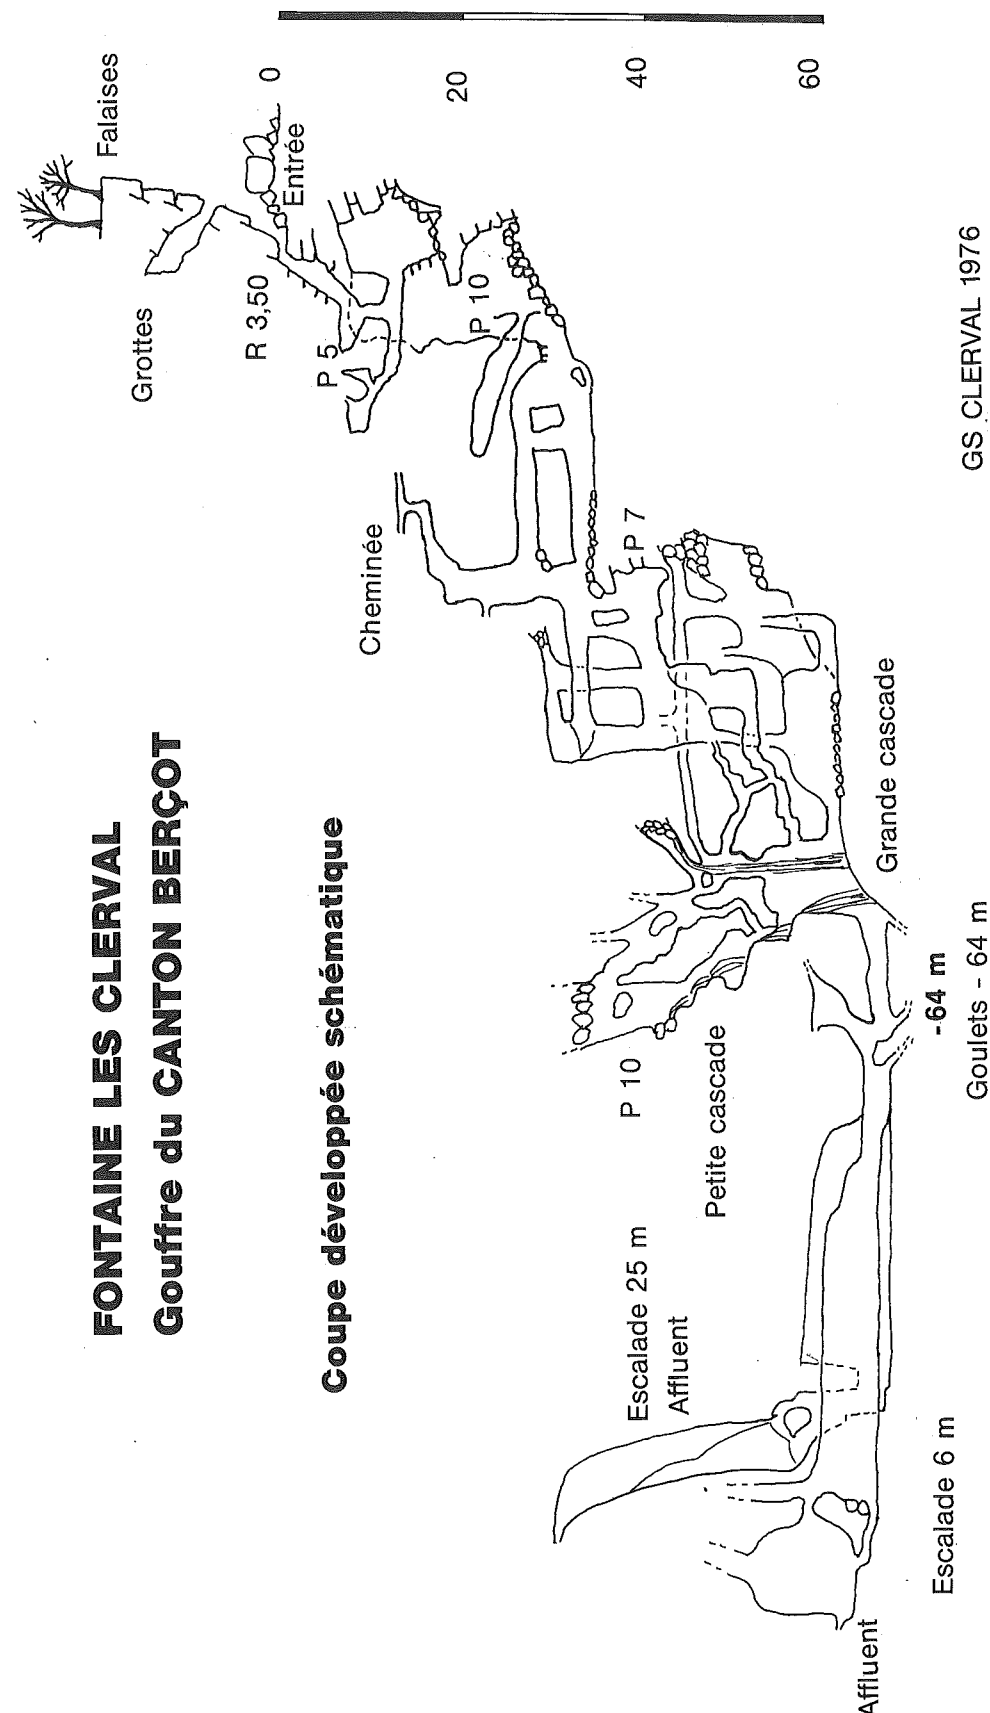 FONTAINE LES CLERVAL
Gouffre du CANTON BERÇOT
Coupe développée schématique
Falaises
Grottes
Entrée
R 3,50
P 5
P 10
Cheminée
P 7
0
20
40
60
P 10
Petite cascade
Grande cascade
Escalade 25 m
Affluent
-64 m
Goulets - 64 m
Escalade 6 m
Affluent
GS CLERVAL 1976